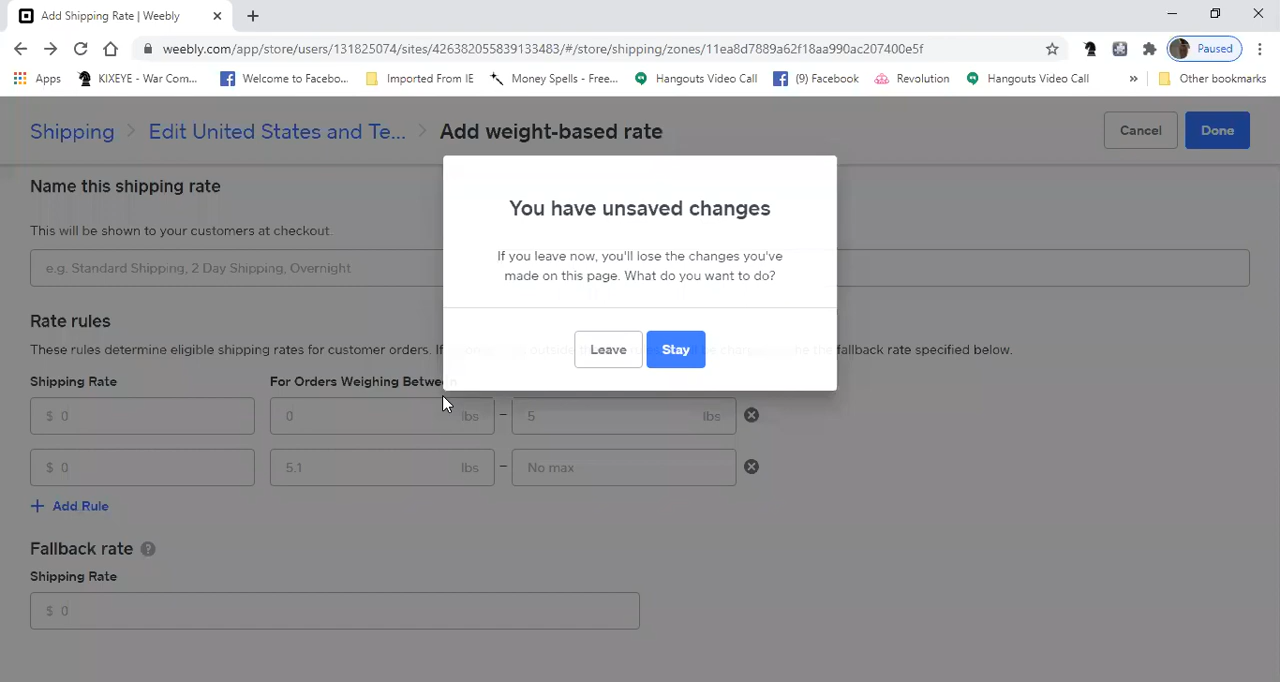 Add Shipping Rate | Weebly
weebly.com/app/store/users/131825074/sites/426382055839133483/#/store/shipping/zones/11ea8d7889a62f18aa990ac207400e5f
Paused
Apps KIXEYE - War Com... Welcome to Facebo... Imported From IE Money Spells - Free... Hangouts Video Call (9) Facebook Revolution Hangouts Video Call » Other bookmarks
Shipping > Edit United States and Te... > Add weight-based rate
Cancel Done
Name this shipping rate
This will be shown to your customers at checkout.
e.g. Standard Shipping, 2 Day Shipping, Overnight
You have unsaved changes
If you leave now, you'll lose the changes you've
made on this page. What do you want to do?
Leave Stay
Rate rules
These rules determine eligible shipping rates for customer orders. If
he the fallback rate specified below.
Shipping Rate For Orders Weighing Between
$ 0 0 lbs – 5 lbs
$ 0 5.1 lbs – No max
+ Add Rule
Fallback rate ?
Shipping Rate
$ 0